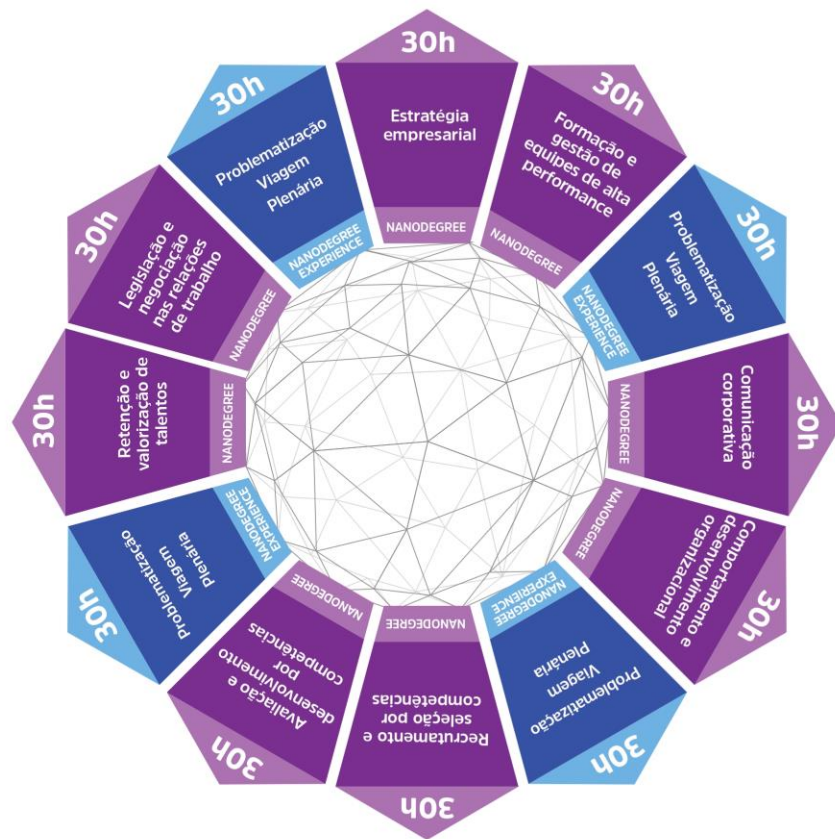 30h
Estratégia
empresarial
NANODEGREE
30h
Formação e
gestão de
equipes de alta
performance
NANODEGREE
30h
Problematização
Viagem
Plenária
NANODEGREE
EXPERIENCE
30h
Comunicação
corporativa
NANODEGREE
30h
Comportamento e
desenvolvimento
organizacional
NANODEGREE
30h
Problematização
Viagem
Plenária
NANODEGREE
EXPERIENCE
30h
Recrutamento e
seleção por
competências
NANODEGREE
30h
Avaliação e
desenvolvimento
por
competências
NANODEGREE
30h
Problematização
Viagem
Plenária
NANODEGREE
EXPERIENCE
30h
Retenção e
valorização de
talentos
NANODEGREE
30h
Legislação e
negociação
nas relações
de trabalho
NANODEGREE
30h
Problematização
Viagem
Plenária
NANODEGREE
EXPERIENCE